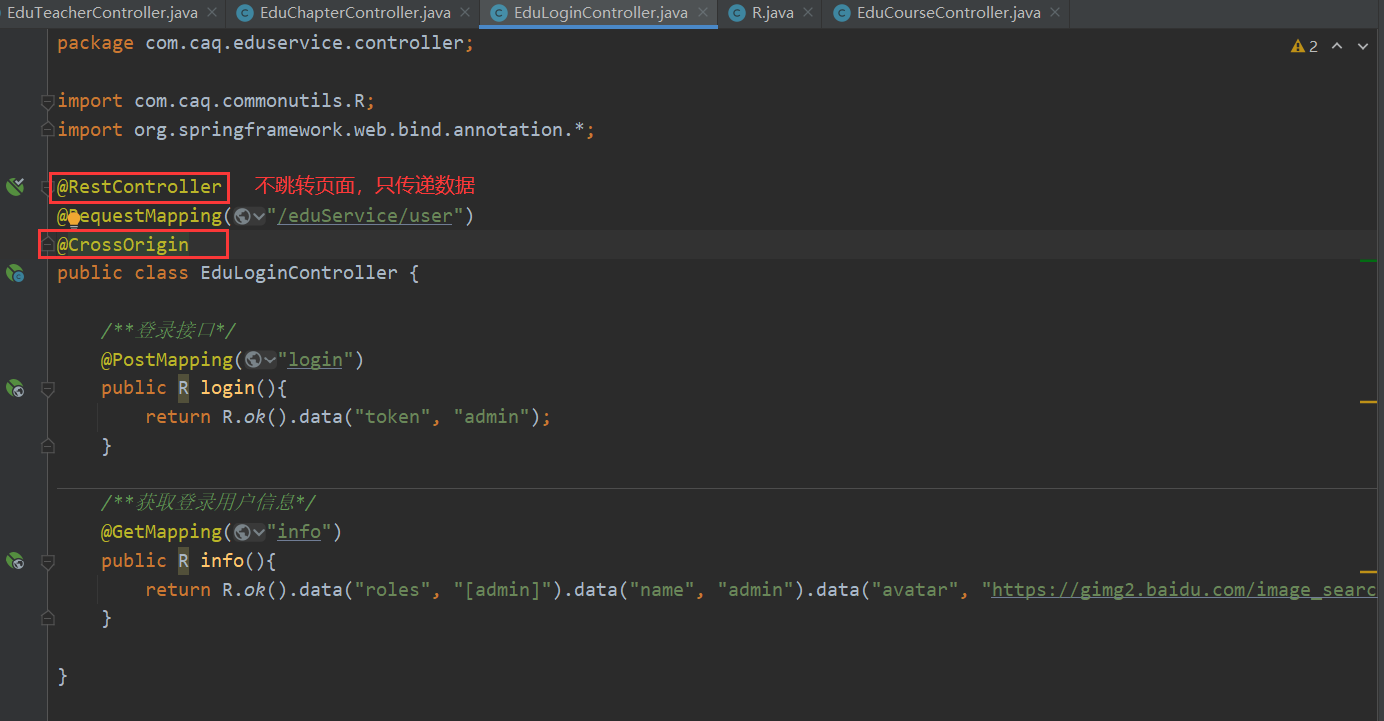 EduTeacherController.java EduChapterController.java EduLoginController.java R.java EduCourseController.java
package com.caq.eduservice.controller;
2
import com.caq.commonutils.R;
import org.springframework.web.bind.annotation.*;
@RestController 不跳转页面，只传递数据
@RequestMapping("/eduService/user")
@CrossOrigin
public class EduLoginController {
/**登录接口*/
@PostMapping("login")
public R login(){
return R.ok().data("token", "admin");
}
/**获取登录用户信息*/
@GetMapping("info")
public R info(){
return R.ok().data("roles", "[admin]").data("name", "admin").data("avatar", "https://gimg2.baidu.com/image_searc
}
}